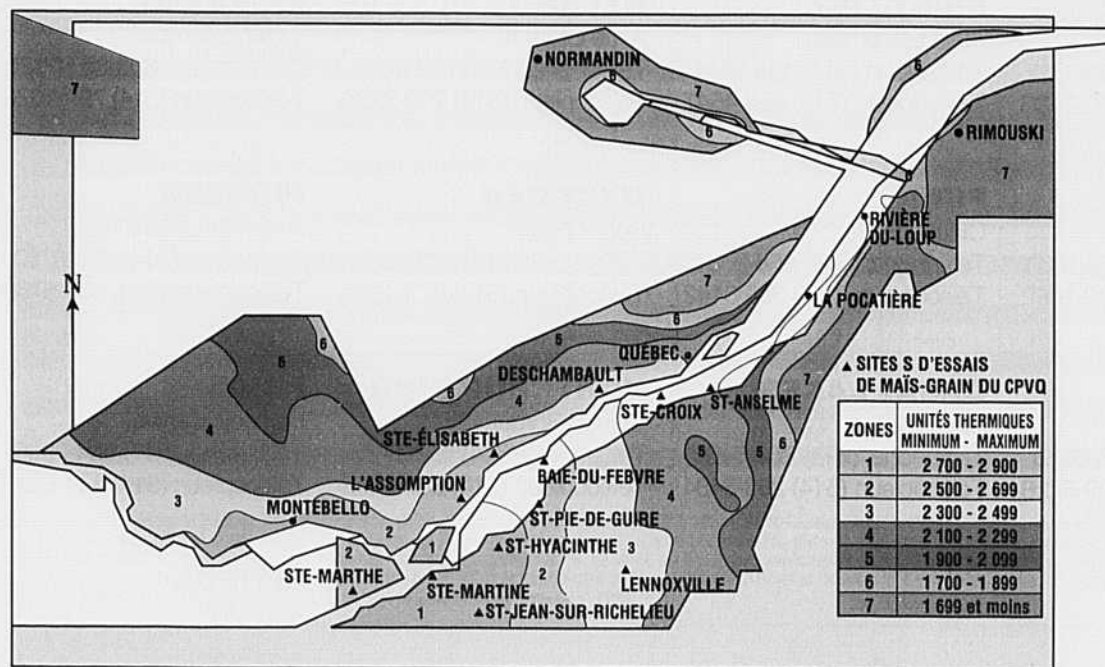 7
NORMANDIN
6
7
6
6
RIMOUSKI
7
6
RIVIÈRE
DU-LOUP
N
7
6
LA POCATIÈRE
6
6
5
QUÉBEC
5
6
DESCHAMBAULT
4
7
▲ SITES S D'ESSAIS
DE MAÏS-GRAIN DU CPVQ
STE-CROIX
ST-ANSELME
4
STE-ÉLISABETH
5
5
6
BAIE-DU-FEBVRE
L'ASSOMPTION
3
4
MONTEBELLO
2
ST-PIE-DE-GUIRE
ST-HYACINTHE
3
2
1
STE-MARTHE
2
LENNOXVILLE
STE-MARTINE
1
ST-JEAN-SUR-RICHELIEU
ZONES UNITÉS THERMIQUES
MINIMUM - MAXIMUM
1 2 700 - 2 900
2 2 500 - 2 699
3 2 300 - 2 499
4 2 100 - 2 299
5 1 900 - 2 099
6 1 700 - 1 899
7 1 699 et moins